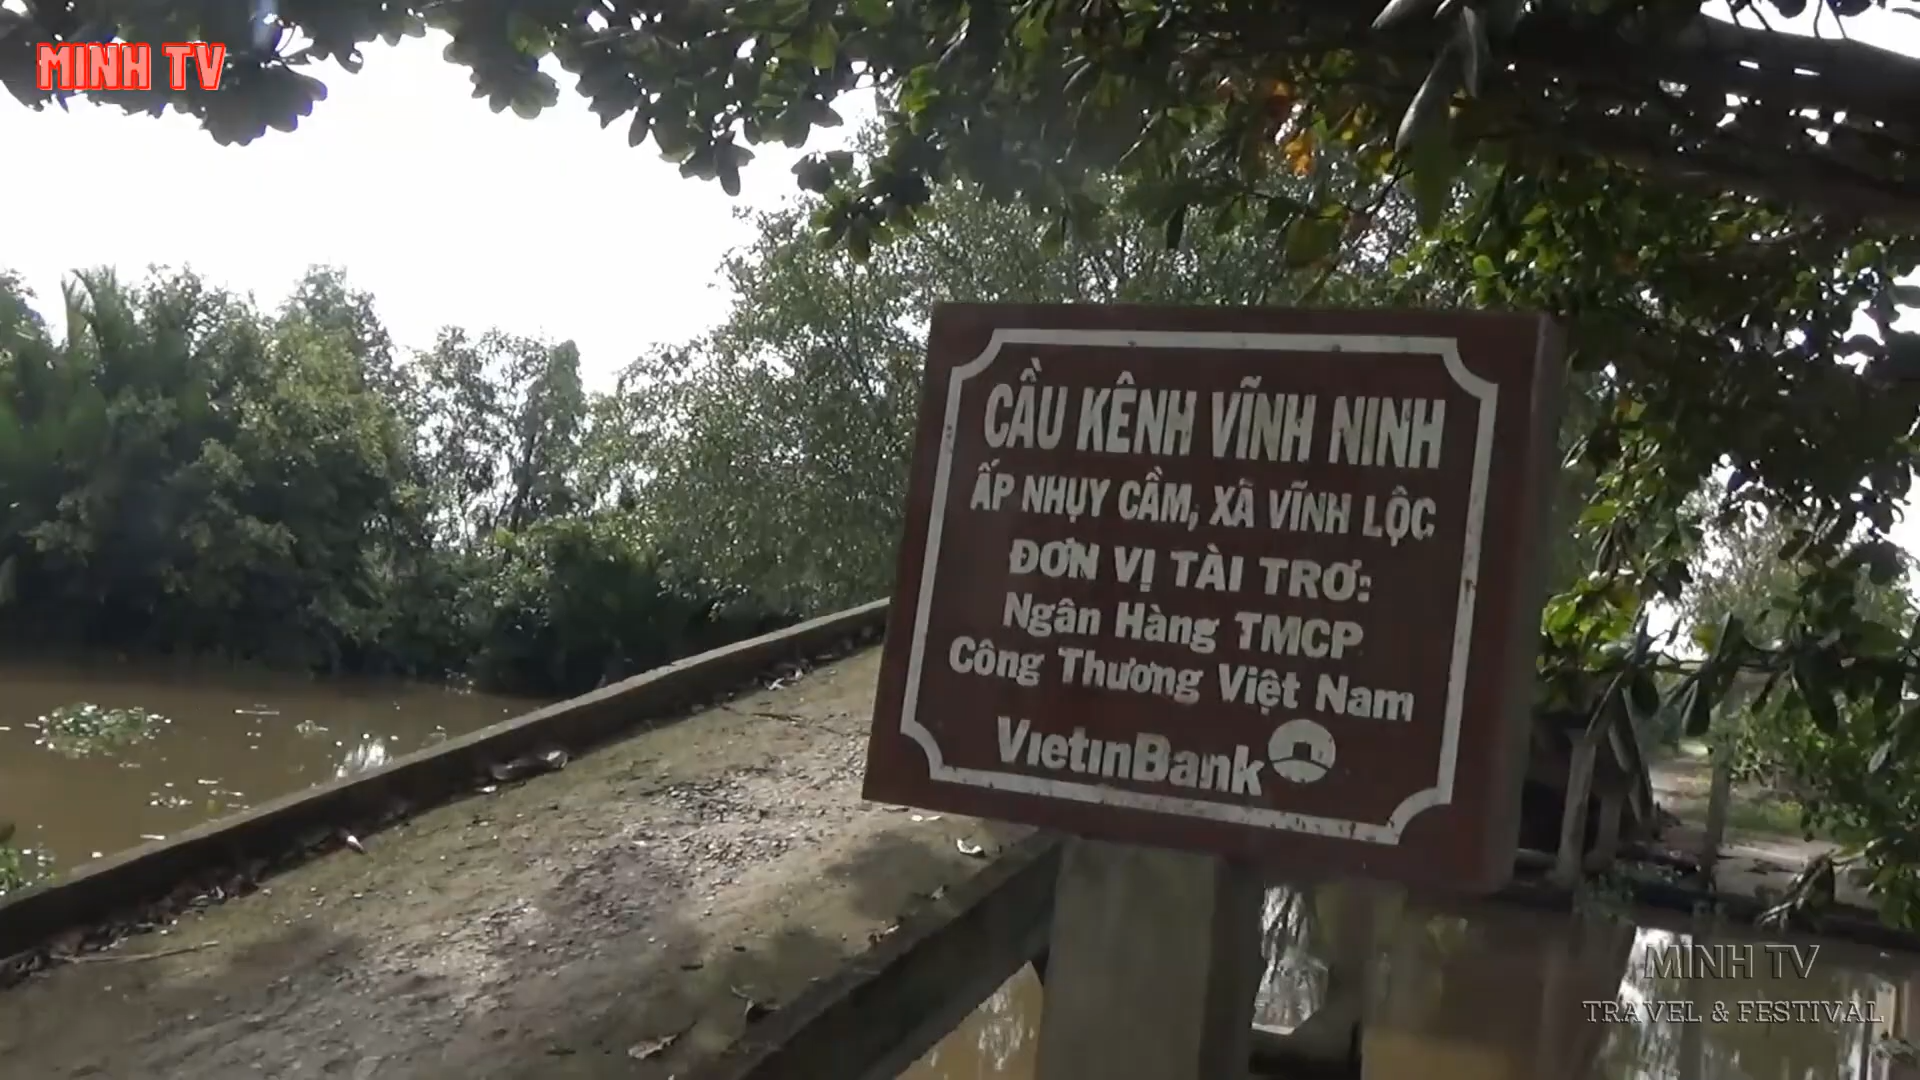 MINH TV
CẦU KÊNH VĨNH NINH
ẤP NHỤY CẦM, XÃ VĨNH LỘC
ĐƠN VỊ TÀI TRỢ:
Ngân Hàng TMCP
Công Thương Việt Nam
VietinBank
MINH TV
TRAVEL & FESTIVAL